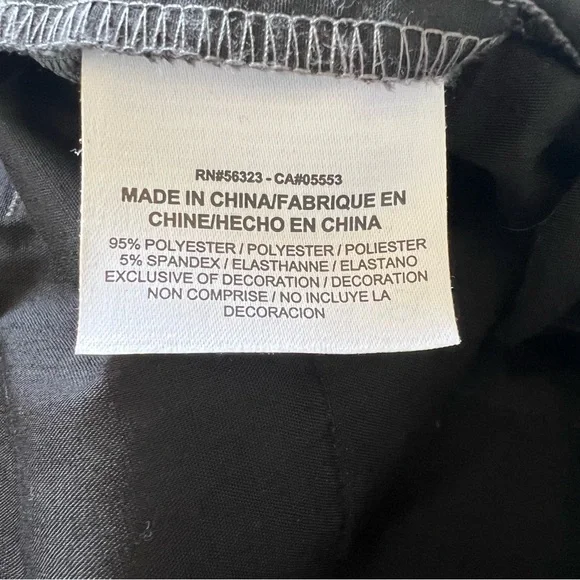 RN#56323 - CA#05553
MADE IN CHINA/FABRIQUE EN
CHINE/HECHO EN CHINA
95% POLYESTER / POLYESTER / POLIESTER
5% SPANDEX / ELASTHANNE / ELASTANO
EXCLUSIVE OF DECORATION / DECORATION
NON COMPRISE / NO INCLUYE LA
DECORACION